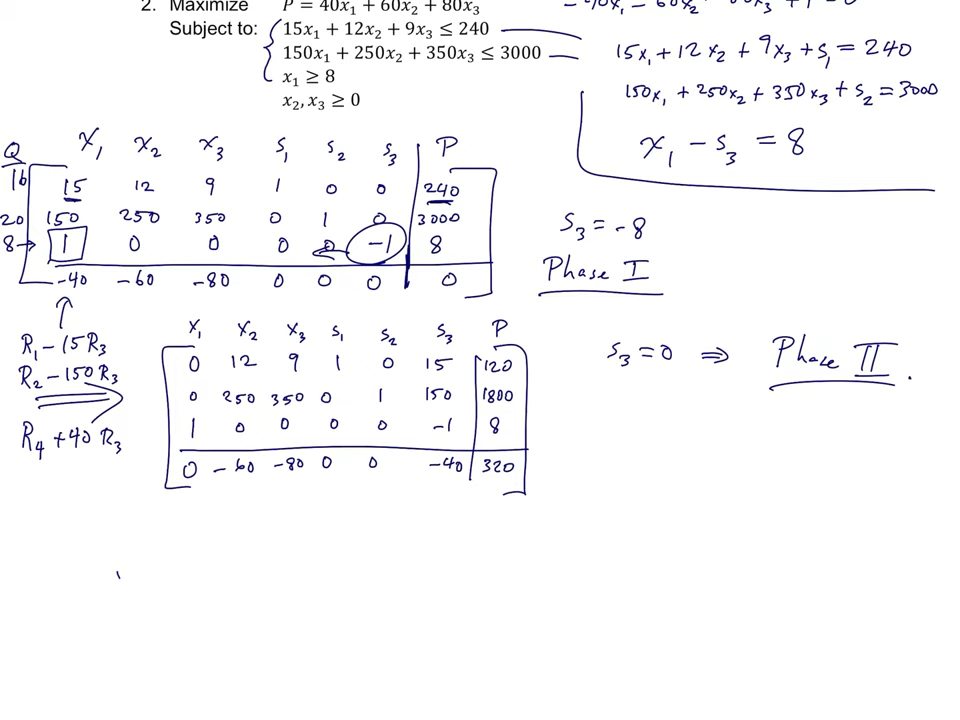 2. Maximize P = 40x₁ + 60x₂ + 80x₃
Subject to: 15x₁ + 12x₂ + 9x₃ ≤ 240
150x₁ + 250x₂ + 350x₃ ≤ 3000
x₁ ≥ 8
x₂, x₃ ≥ 0
15x₁ + 12x₂ + 9x₃ + s₁ = 240
150x₁ + 250x₂ + 350x₃ + s₂ = 3000
x₁ - s₃ = 8
Q x₁ x₂ x₃ s₁ s₂ s₃ P
16 15 12 9 1 0 0 240
20 150 250 350 0 1 0 3000
8→ 1 0 0 0 0 -1 8
-40 -60 -80 0 0 0 0
s₃ = -8
Phase I
R₁ - 15R₃
R₂ - 150R₃
R₄ + 40R₃
x₁ x₂ x₃ s₁ s₂ s₃ P
0 12 9 1 0 15 120
0 250 350 0 1 150 1800
1 0 0 0 0 -1 8
0 -60 -80 0 0 -40 320
s₃ = 0 ⇒ Phase II.